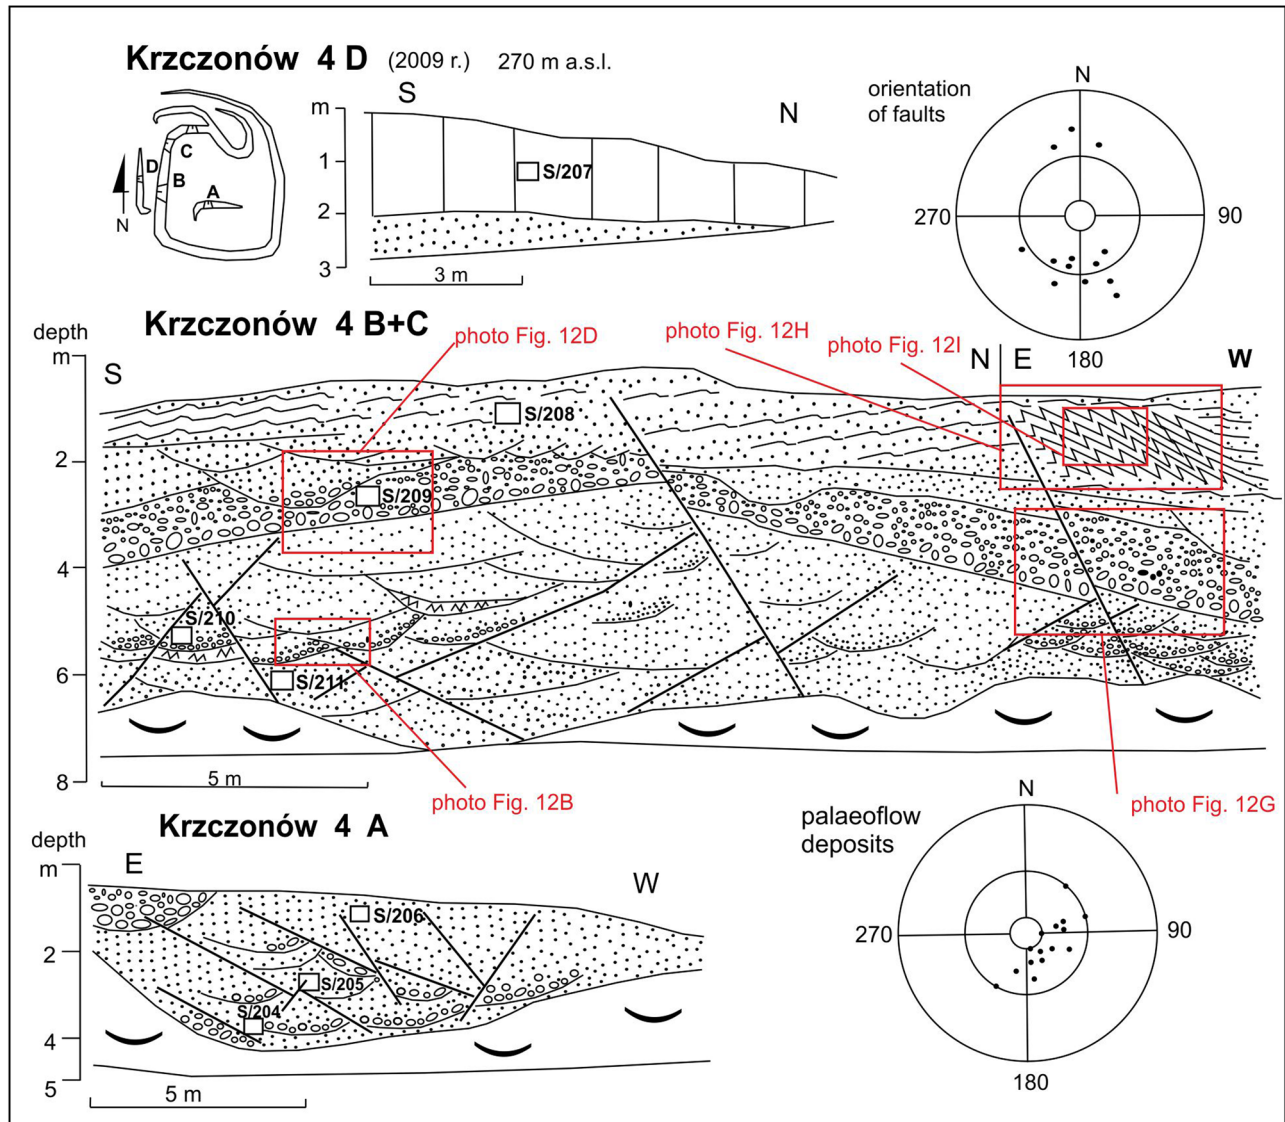 Krzczonów 4 D (2009 r.) 270 m a.s.l.
S
N
m
1
2
3
S/207
3 m
D
C
B
A
N
orientation
of faults
N
270
90
180
Krzczonów 4 B+C
depth
m
2
4
6
8
S
N
E
W
photo Fig. 12D
photo Fig. 12H
photo Fig. 12I
S/208
S/209
S/210
S/211
5 m
photo Fig. 12B
photo Fig. 12G
Krzczonów 4 A
depth
m
2
4
5
E
W
S/206
S/205
S/204
5 m
palaeoflow
deposits
N
270
90
180